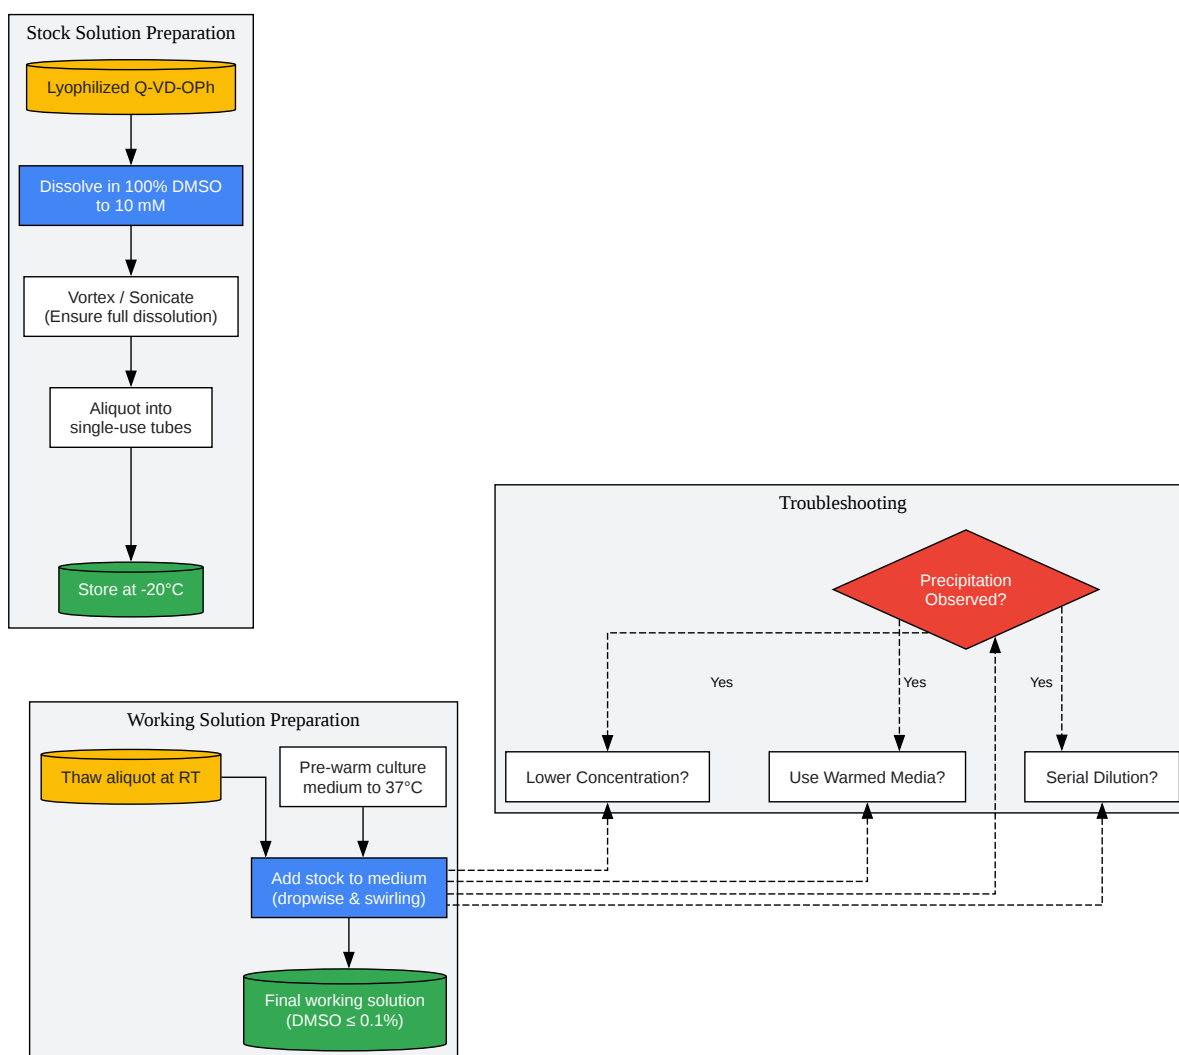 Stock Solution Preparation
Lyophilized Q-VD-OPh
Dissolve in 100% DMSO
to 10 mM
Vortex / Sonicate
(Ensure full dissolution)
Aliquot into
single-use tubes
Store at -20°C
Troubleshooting
Precipitation
Observed?
Yes
Yes
Yes
Lower Concentration?
Use Warmed Media?
Serial Dilution?
Working Solution Preparation
Thaw aliquot at RT
Pre-warm culture
medium to 37°C
Add stock to medium
(dropwise & swirling)
Final working solution
(DMSO ≤ 0.1%)